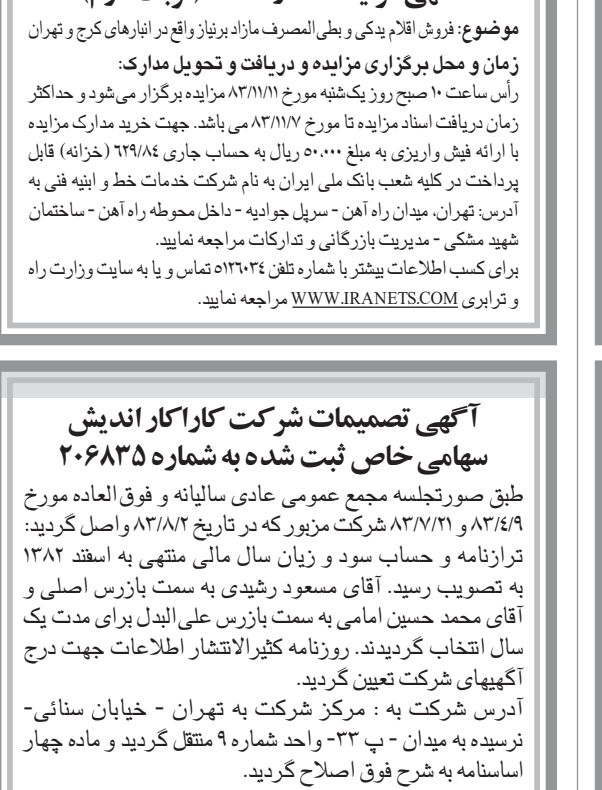 موضوع: فروش اقلام یدکی و بطی المصرف مازاد برنیاز واقع در انبارهای کرج و تهران
زمان و محل برگزاری مزایده و دریافت و تحویل مدارک:
رأس ساعت ۱۰ صبح روز یک‌شنبه مورخ ۸۳/۱۱/۱۱ مزایده برگزار می‌شود و حداکثر
زمان دریافت اسناد مزایده تا مورخ ۸۳/۱۱/۷ می باشد. جهت خرید مدارک مزایده
با ارائه فیش واریزی به مبلغ ۵۰،۰۰۰ ریال به حساب جاری ۶۲۹/۸۴ (خزانه) قابل
پرداخت در کلیه شعب بانک ملی ایران به نام شرکت خدمات خط و ابنیه فنی به
آدرس: تهران، میدان راه آهن - سرپل جوادیه - داخل محوطه راه آهن - ساختمان
شهید مشکی - مدیریت بازرگانی و تدارکات مراجعه نمایید.
برای کسب اطلاعات بیشتر با شماره تلفن ۵۱۲۶۰۳۴ تماس و یا به سایت وزارت راه
و ترابری WWW.IRANETS.COM مراجعه نمایید.
آگهی تصمیمات شرکت کاراکار اندیش
سهامی خاص ثبت شده به شماره ۲۰۶۸۳۵
طبق صورتجلسه مجمع عمومی عادی سالیانه و فوق‌العاده مورخ
۸۳/۴/۹ و ۸۳/۷/۲۱ شرکت مزبور که در تاریخ ۸۳/۸/۲ واصل گردید:
ترازنامه و حساب سود و زیان سال مالی منتهی به اسفند ۱۳۸۲
به تصویب رسید. آقای مسعود رشیدی به سمت بازرس اصلی و
آقای محمد حسین امامی به سمت بازرس علی‌البدل برای مدت یک
سال انتخاب گردیدند. روزنامه کثیرالانتشار اطلاعات جهت درج
آگهیهای شرکت تعیین گردید.
آدرس شرکت به : مرکز شرکت به تهران - خیابان سنائی-
نرسیده به میدان - پ ۳۳- واحد شماره ۹ منتقل گردید و ماده چهار
اساسنامه به شرح فوق اصلاح گردید.